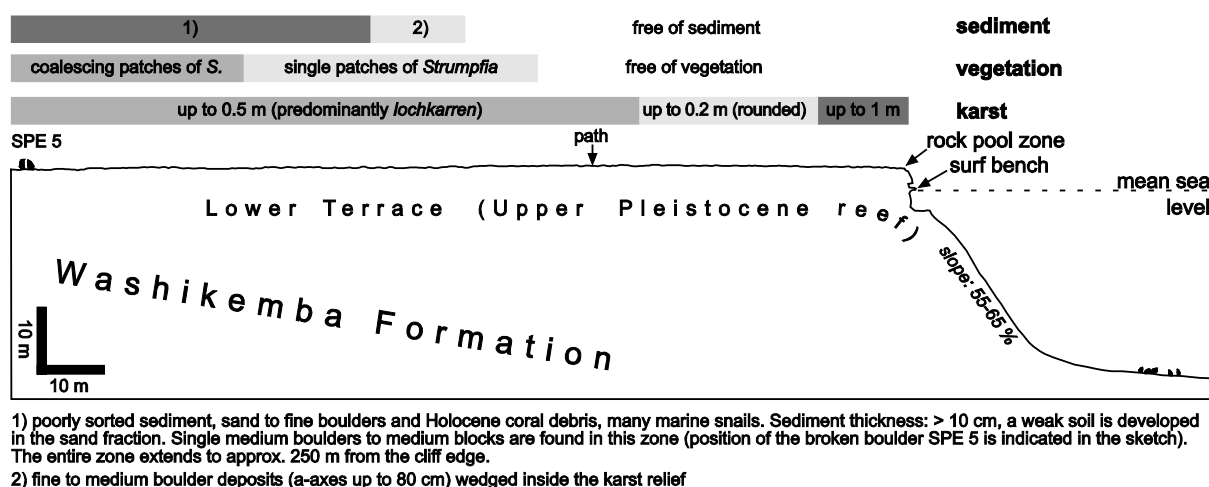 1) 2) free of sediment sediment
coalescing patches of S. single patches of Strumpfia free of vegetation vegetation
up to 0.5 m (predominantly lochkarren) up to 0.2 m (rounded) up to 1 m karst
SPE 5
path
rock pool zone
surf bench
mean sea
level
Lower Terrace (Upper Pleistocene reef)
slope: 55-65 %
Washikemba Formation
10 m
10 m
1) poorly sorted sediment, sand to fine boulders and Holocene coral debris, many marine snails. Sediment thickness: > 10 cm, a weak soil is developed
in the sand fraction. Single medium boulders to medium blocks are found in this zone (position of the broken boulder SPE 5 is indicated in the sketch).
The entire zone extends to approx. 250 m from the cliff edge.
2) fine to medium boulder deposits (a-axes up to 80 cm) wedged inside the karst relief